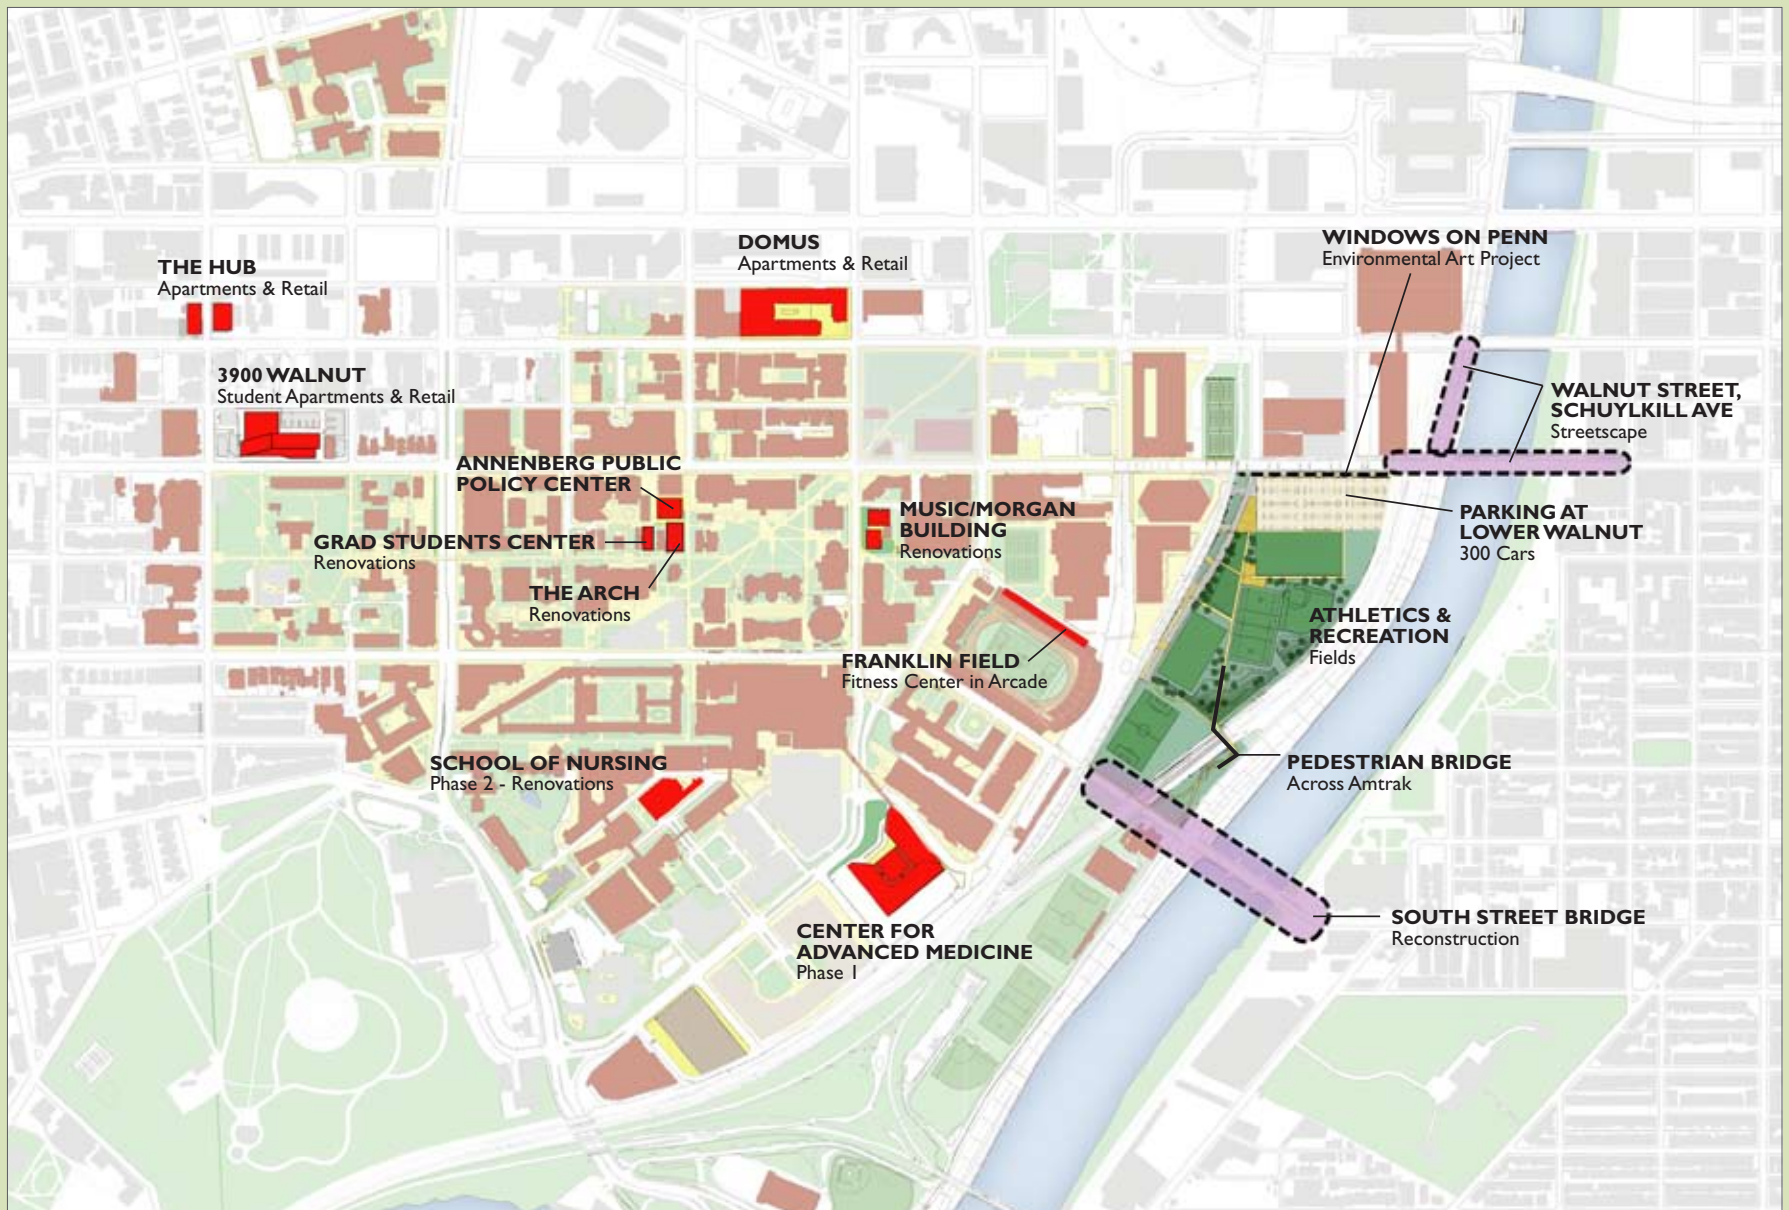 DOMUS
Apartments & Retail
WINDOWS ON PENN
Environmental Art Project
THE HUB
Apartments & Retail
3900 WALNUT
Student Apartments & Retail
WALNUT STREET,
SCHUYLKILL AVE
Streetscape
ANNENBERG PUBLIC
POLICY CENTER
MUSIC/MORGAN
BUILDING
Renovations
PARKING AT
LOWER WALNUT
300 Cars
GRAD STUDENTS CENTER
Renovations
THE ARCH
Renovations
ATHLETICS &
RECREATION
Fields
FRANKLIN FIELD
Fitness Center in Arcade
SCHOOL OF NURSING
Phase 2 - Renovations
PEDESTRIAN BRIDGE
Across Amtrak
CENTER FOR
ADVANCED MEDICINE
Phase 1
SOUTH STREET BRIDGE
Reconstruction